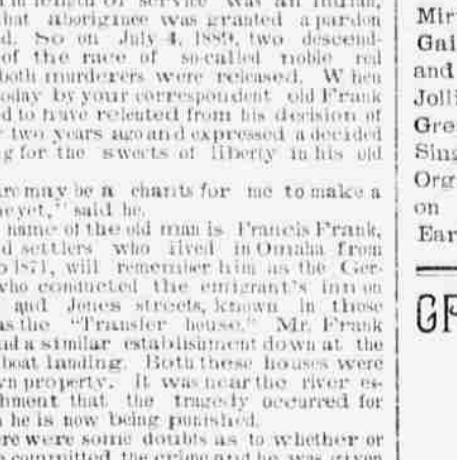 in length of service was an Indian,
that aboriginee was granted a pardon
d. So on July 4, 1889, two descend-
of the race of so-called noble red
both murderers were released. When
today by your correspondent old Frank
ed to have relented from his decision of
two years ago and expressed a decided
g for the sweets of liberty in his old
re may be a chants for me to make a
e yet," said he.
name of the old man is Francis Frank,
d settlers who lived in Omaha from
o 1871, will remember him as the Ger-
who conducted the emigrant's inn on
and Jones streets, known in those
as the "Transfer house." Mr. Frank
had a similar establishment down at the
boat landing. Both these houses were
wn property. It was near the river es-
hment that the tragedy occurred for
h he is now being punished.
ere were some doubts as to whether or
committed the crime and he was given
Mir
Gai
and
Joll
Gre
Sing
Org
on
Ear
GR